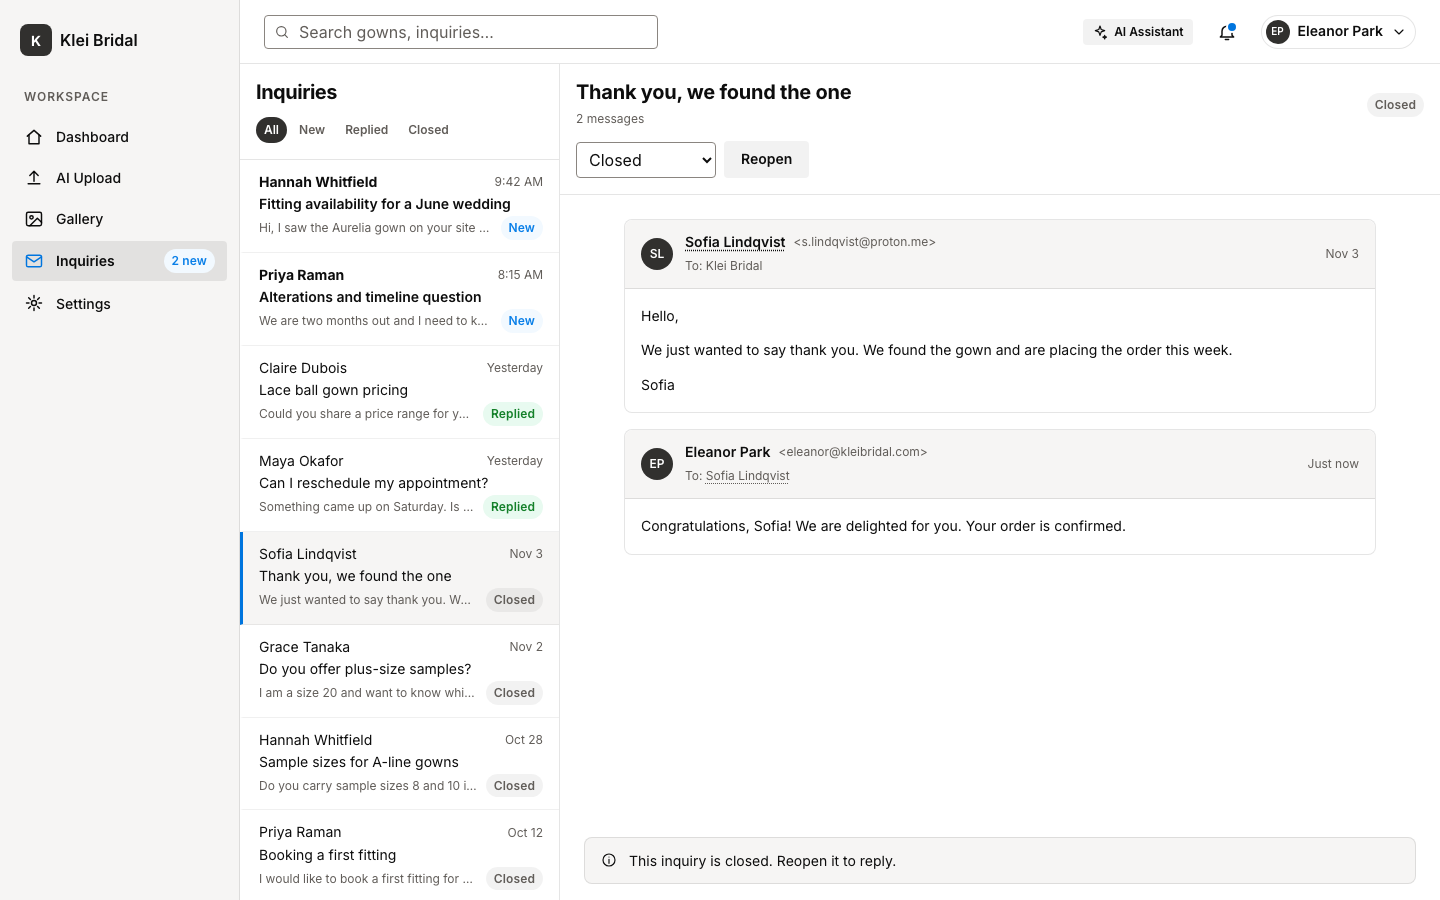 K Klei Bridal
WORKSPACE
Dashboard
AI Upload
Gallery
Inquiries 2 new
Settings
Search gowns, inquiries...
AI Assistant
EP Eleanor Park
Inquiries
All New Replied Closed
Hannah Whitfield 9:42 AM
Fitting availability for a June wedding
Hi, I saw the Aurelia gown on your site ... New
Priya Raman 8:15 AM
Alterations and timeline question
We are two months out and I need to k... New
Claire Dubois Yesterday
Lace ball gown pricing
Could you share a price range for y... Replied
Maya Okafor Yesterday
Can I reschedule my appointment?
Something came up on Saturday. Is ... Replied
Sofia Lindqvist Nov 3
Thank you, we found the one
We just wanted to say thank you. W... Closed
Grace Tanaka Nov 2
Do you offer plus-size samples?
I am a size 20 and want to know whi... Closed
Hannah Whitfield Oct 28
Sample sizes for A-line gowns
Do you carry sample sizes 8 and 10 i... Closed
Priya Raman Oct 12
Booking a first fitting
I would like to book a first fitting for ... Closed
Thank you, we found the one
2 messages
Closed
Closed Reopen
SL Sofia Lindqvist <s.lindqvist@proton.me> Nov 3
To: Klei Bridal
Hello,
We just wanted to say thank you. We found the gown and are placing the order this week.
Sofia
EP Eleanor Park <eleanor@kleibridal.com> Just now
To: Sofia Lindqvist
Congratulations, Sofia! We are delighted for you. Your order is confirmed.
This inquiry is closed. Reopen it to reply.